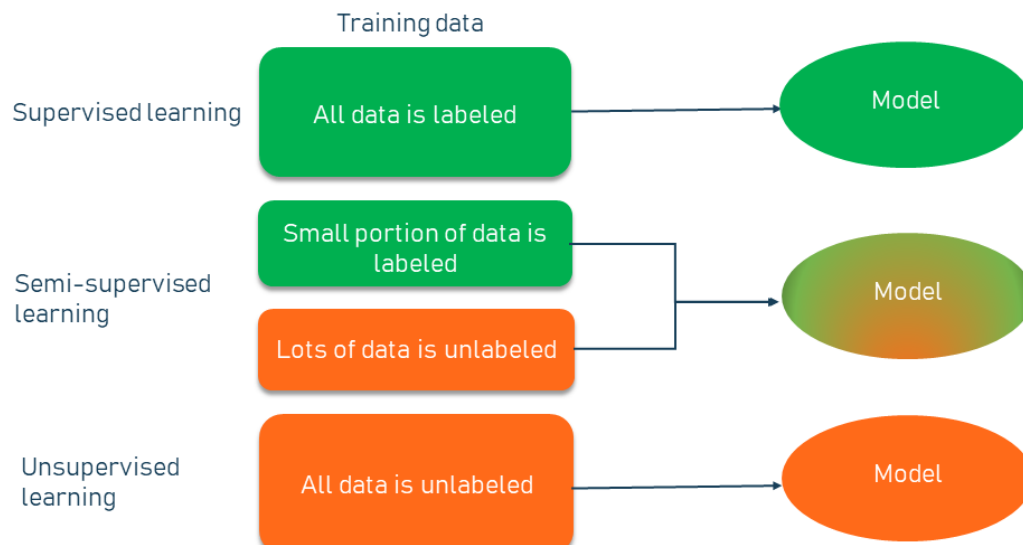 Training data
Supervised learning
All data is labeled
Model
Semi-supervised
learning
Small portion of data is
labeled
Lots of data is unlabeled
Model
Unsupervised
learning
All data is unlabeled
Model